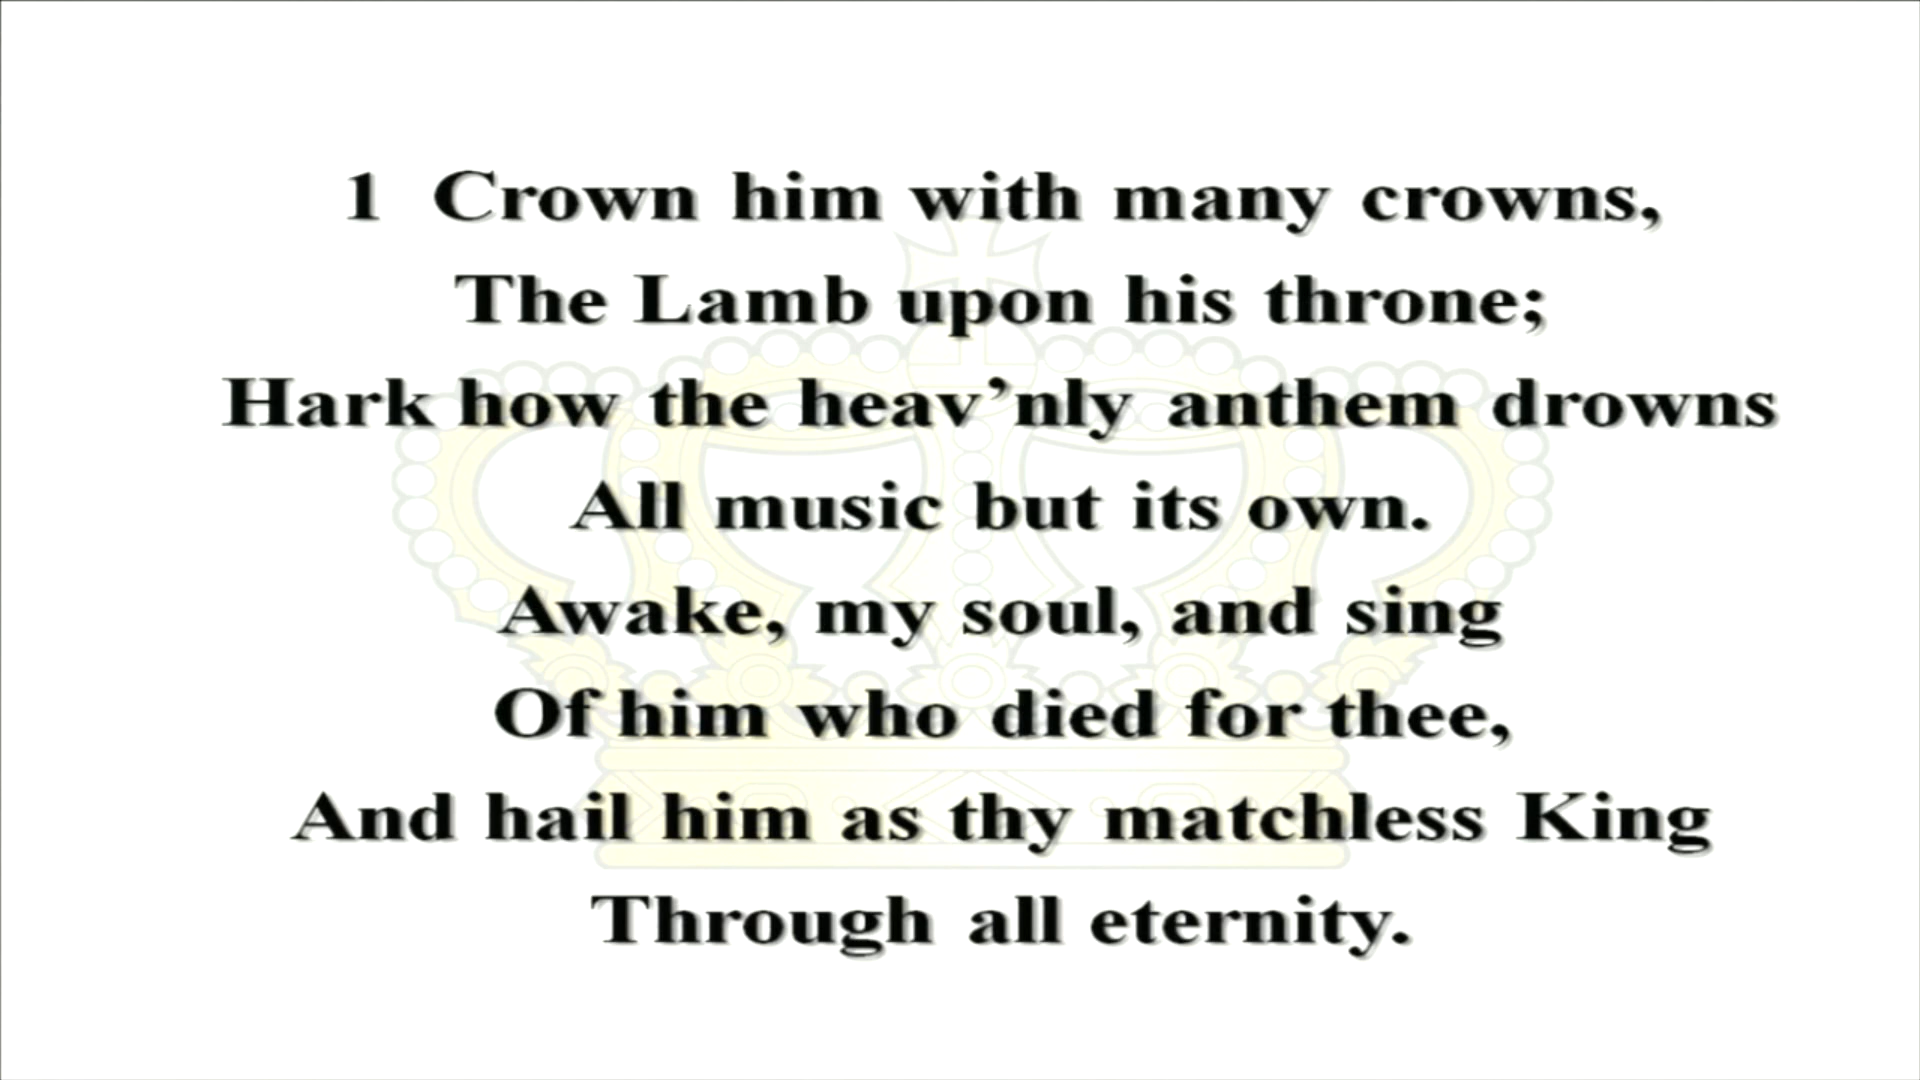 1 Crown him with many crowns,
The Lamb upon his throne;
Hark how the heav’nly anthem drowns
All music but its own.
Awake, my soul, and sing
Of him who died for thee,
And hail him as thy matchless King
Through all eternity.